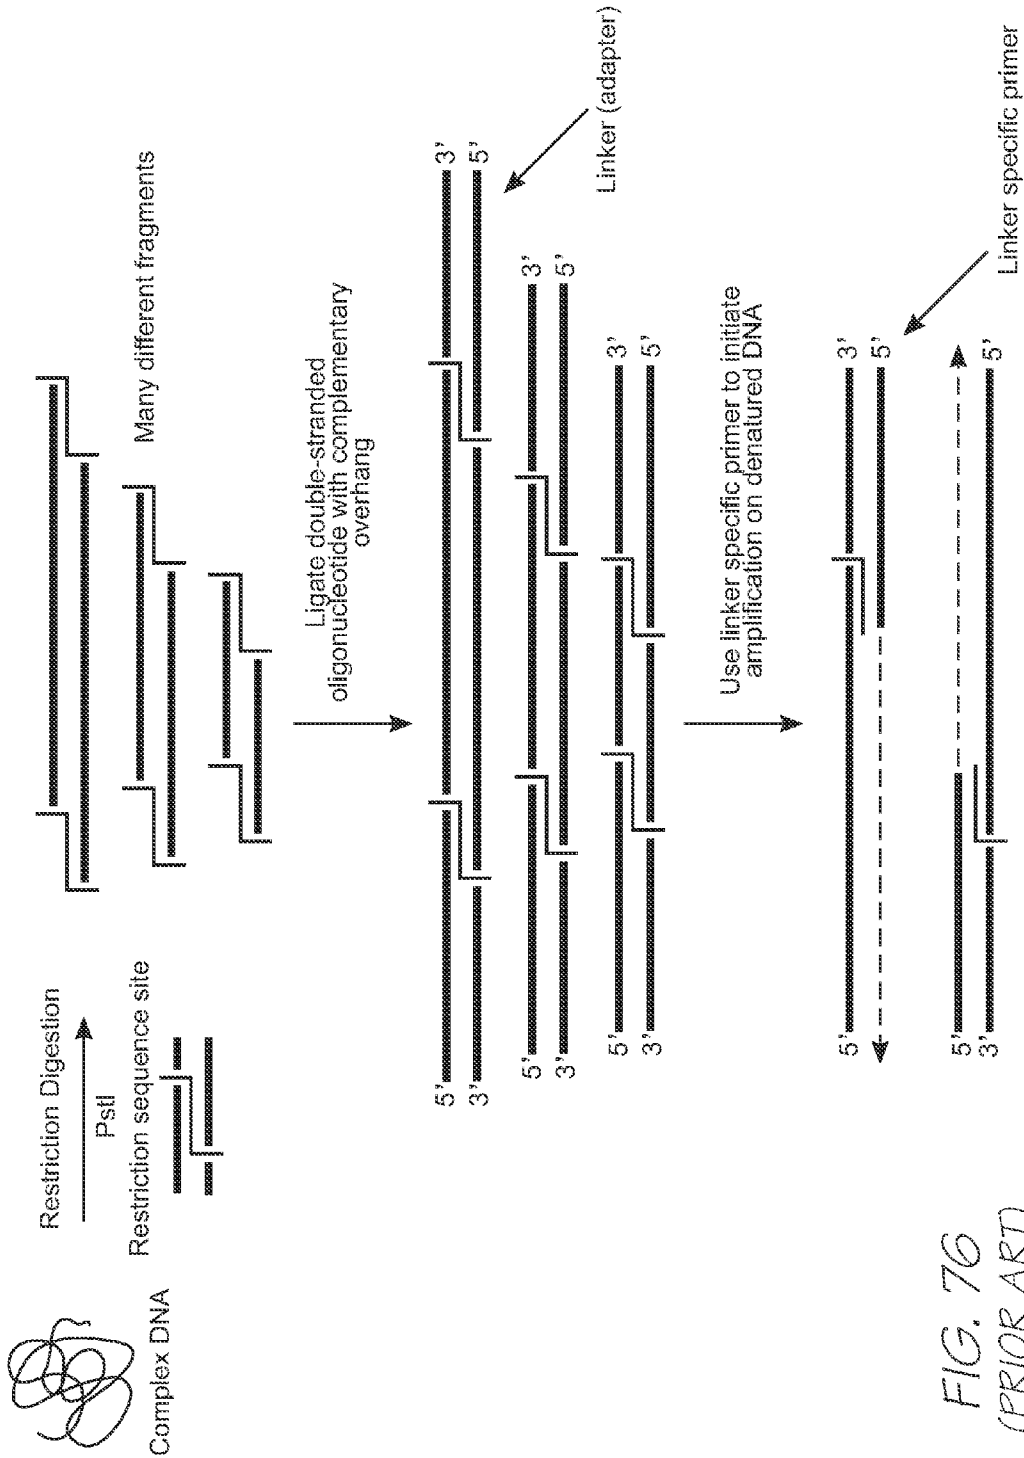 Complex DNA
Restriction Digestion
PstI
Restriction sequence site
Many different fragments
Ligate double-stranded
oligonucleotide with complementary
overhang
5' 3'
3' 5'
5' 3'
3' 5'
5' 3'
3' 5'
Linker (adapter)
Use linker specific primer to initiate
amplification on denatured DNA
5' 3'
5'
5'
3' 5'
Linker specific primer
FIG. 76
(PRIOR ART)